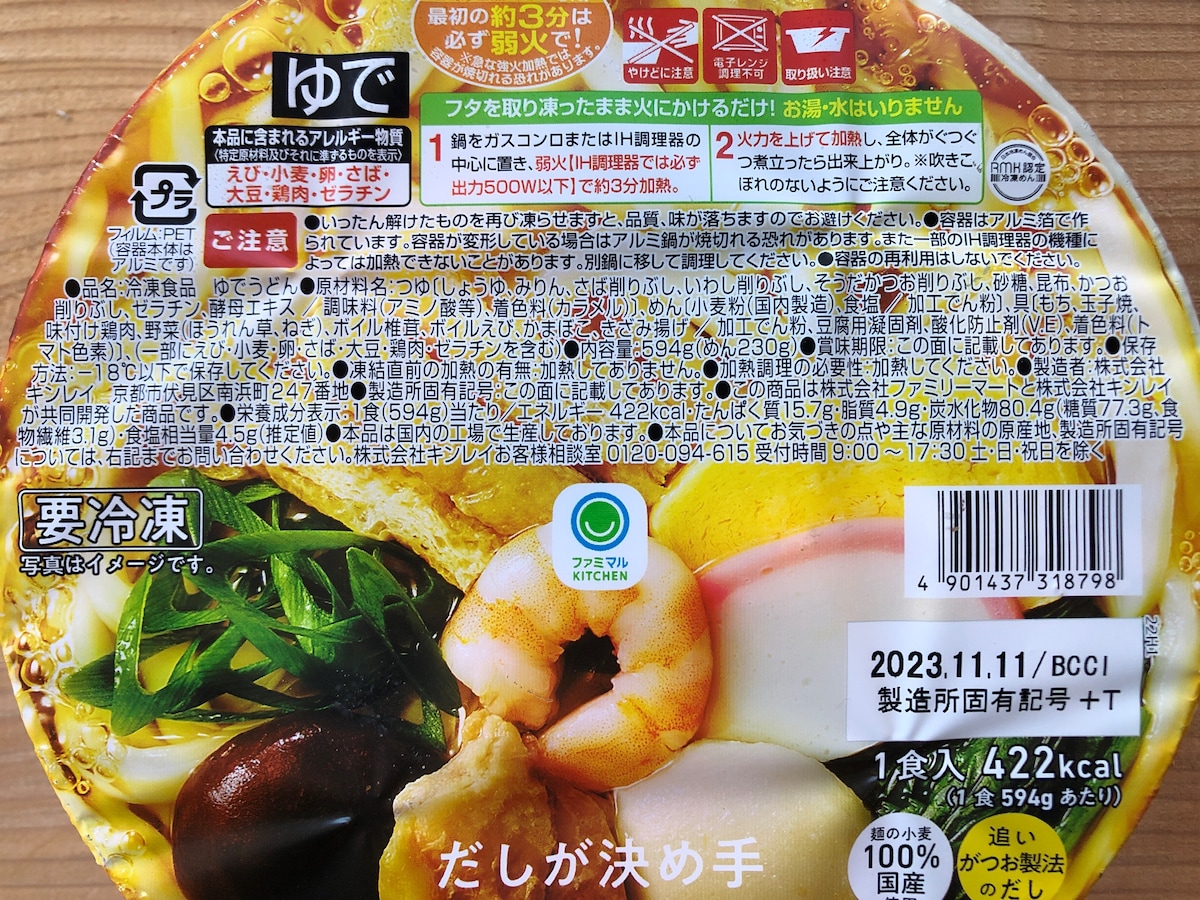 最初の約3分は
必ず弱火で!
※急な強火加熱では
容器が焼切れる恐れがあります。
やけどに注意
電子レンジ
調理不可
取り扱い注意
ゆで
フタを取り凍ったまま火にかけるだけ! お湯・水はいりません
1 鍋をガスコンロまたはIH調理器の
中心に置き、弱火【IH調理器では必ず
出力500W以下】で約3分加熱。
2 火力を上げて加熱し、全体がぐつぐ
つ煮立ったら出来上がり。※吹きこ
ぼれのないようにご注意ください。
RMK認定
冷凍めん
本品に含まれるアレルギー物質
(特定原材料及びそれに準ずるものを表示)
えび・小麦・卵・さば・
大豆・鶏肉・ゼラチン
プラ
フィルム:PET
(容器本体は
アルミです)
ご注意
●いったん解けたものを再び凍らせますと、品質、味が落ちますのでお避けください。●容器はアルミ箔で作
られています。容器が変形している場合はアルミ鍋が焼切れる恐れがあります。また一部のIH調理器の機種に
よっては加熱できないことがあります。別鍋に移して調理してください。●容器の再利用はしないでください。
●品名:冷凍食品 ゆでうどん●原材料名:つゆ〔しょうゆ、みりん、さば削りぶし、いわし削りぶし、そうだかつお削りぶし、砂糖、昆布、かつお
削りぶし、ゼラチン、酵母エキス/調味料(アミノ酸等)、着色料(カラメル)〕、めん〔小麦粉(国内製造)、食塩/加工でん粉〕、具〔もち、玉子焼、
味付け鶏肉、野菜(ほうれん草、ねぎ)、ボイル椎茸、ボイルえび、かまぼこ、きざみ揚げ/加工でん粉、豆腐用凝固剤、酸化防止剤(V.E)、着色料(ト
マト色素)〕、(一部にえび・小麦・卵・さば・大豆・鶏肉・ゼラチンを含む)●内容量:594g(めん230g)●賞味期限:この面に記載してあります。●保存
方法:-18℃以下で保存してください。●凍結直前の加熱の有無:加熱してありません。●加熱調理の必要性:加熱してください。●製造者:株式会社
キンレイ 京都市伏見区南浜町247番地●製造所固有記号:この面に記載してあります。●この商品は株式会社ファミリーマートと株式会社キンレイ
が共同開発した商品です。●栄養成分表示:1食(594g)当たり/エネルギー422kcal・たんぱく質15.7g・脂質4.9g・炭水化物80.4g(糖質77.3g、食
物繊維3.1g)・食塩相当量4.5g(推定値)●本品は国内の工場で生産しております。●本品についてお気づきの点や主な原材料の原産地、製造所固有記号
については、右記までお問い合わせください。株式会社キンレイお客様相談室 0120-094-615 受付時間 9:00~17:30 土・日・祝日を除く
要冷凍
写真はイメージです。
ファミマル
KITCHEN
4 901437 318798
2023.11.11/BCC1
製造所固有記号+T
1食入 422kcal
(1食594gあたり)
麺の小麦
100%
国産
使用
追い
がつお製法
のだし
だしが決め手